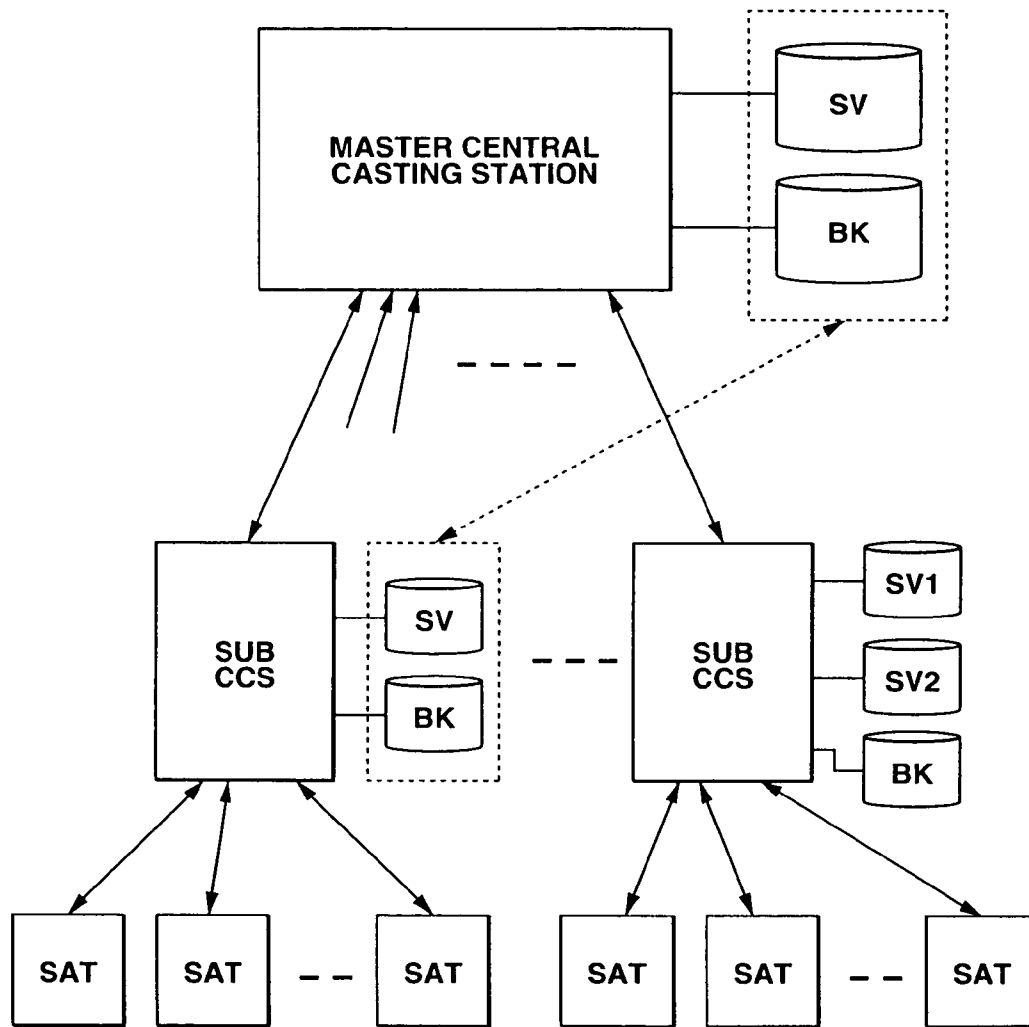 MASTER CENTRAL
CASTING STATION
SV
BK
SUB
CCS
SV
BK
SUB
CCS
SV1
SV2
BK
SAT
SAT
SAT
SAT
SAT
SAT